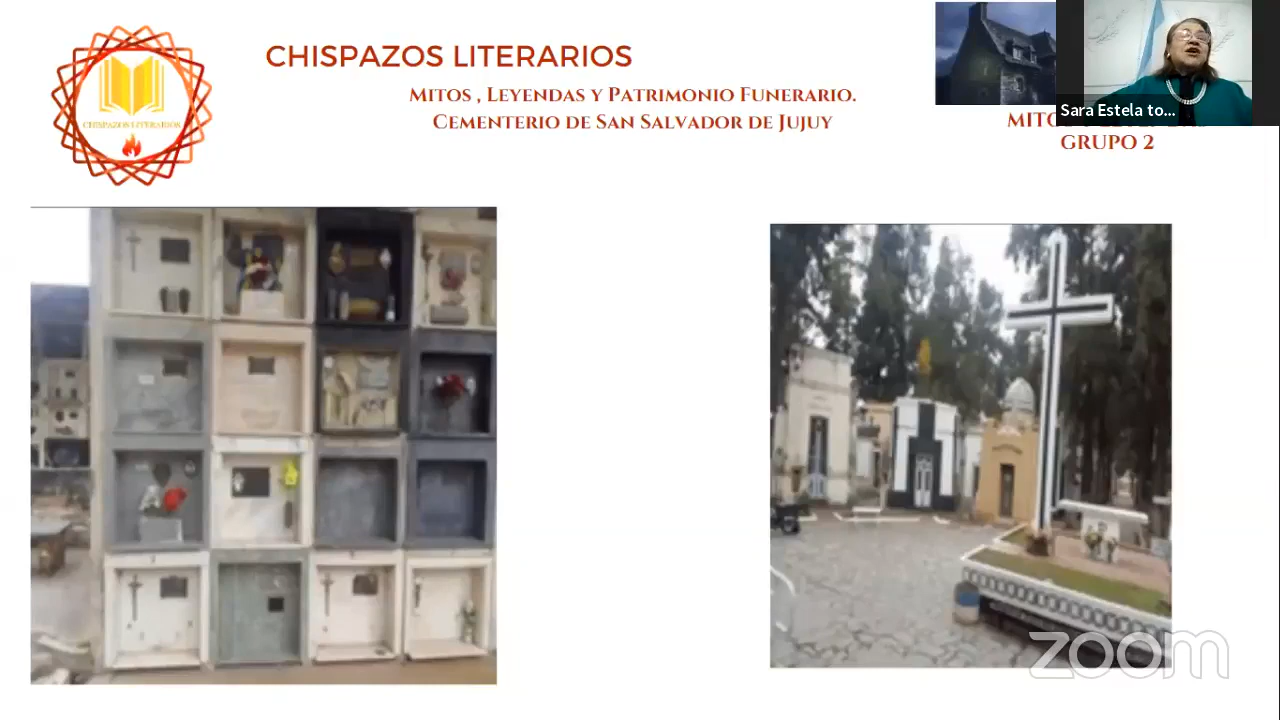 CHISPAZOS LITERARIOS
MITOS , LEYENDAS Y PATRIMONIO FUNERARIO.
CEMENTERIO DE SAN SALVADOR DE JUJUY
CHISPAZOS LITERARIOS
Sara Estela to...
GRUPO 2
zoom